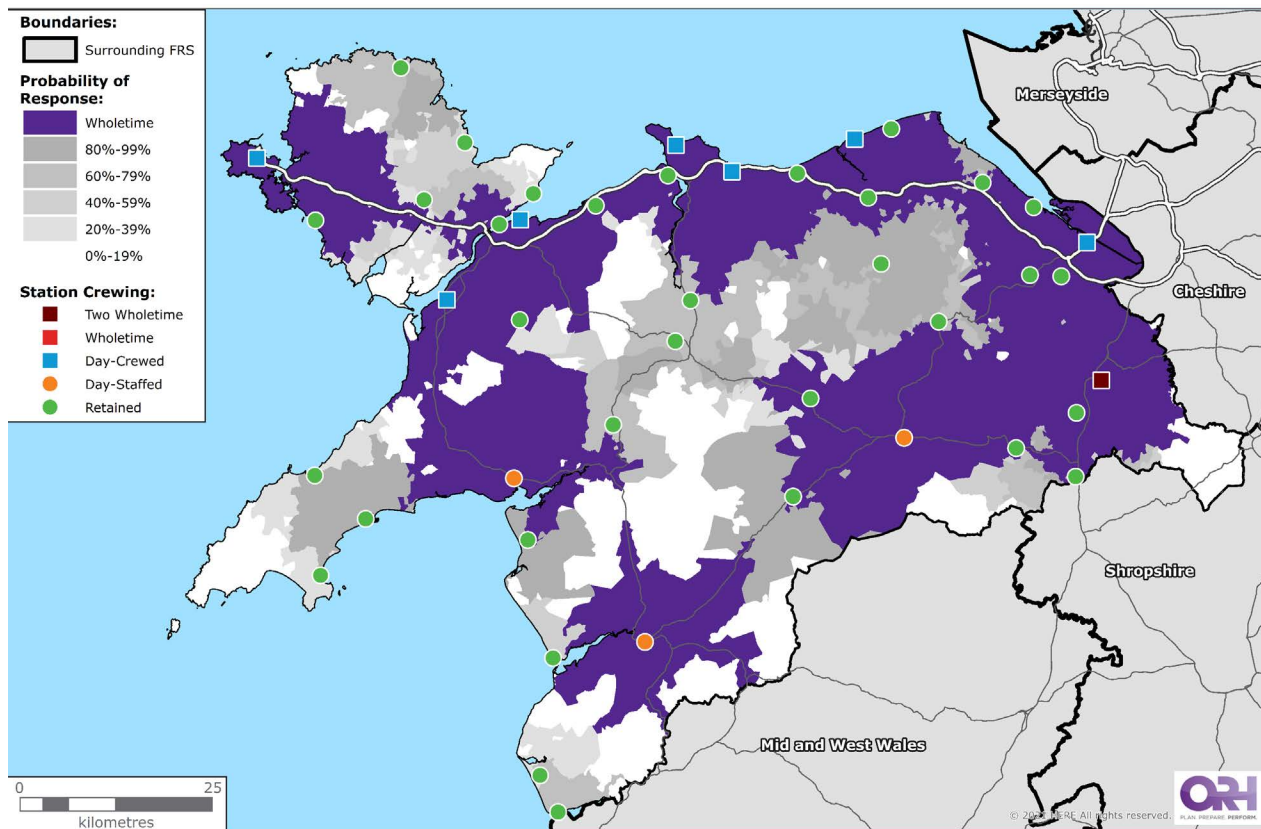 Boundaries:
Surrounding FRS
Probability of
Response:
Wholetime
80%-99%
60%-79%
40%-59%
20%-39%
0%-19%
Station Crewing:
Two Wholetime
Wholetime
Day-Crewed
Day-Staffed
Retained
Merseyside
Cheshire
Shropshire
Mid and West Wales
0 25
kilometres
ORH
PLAN. PREPARE. PERFORM.
© HERE All rights reserved.